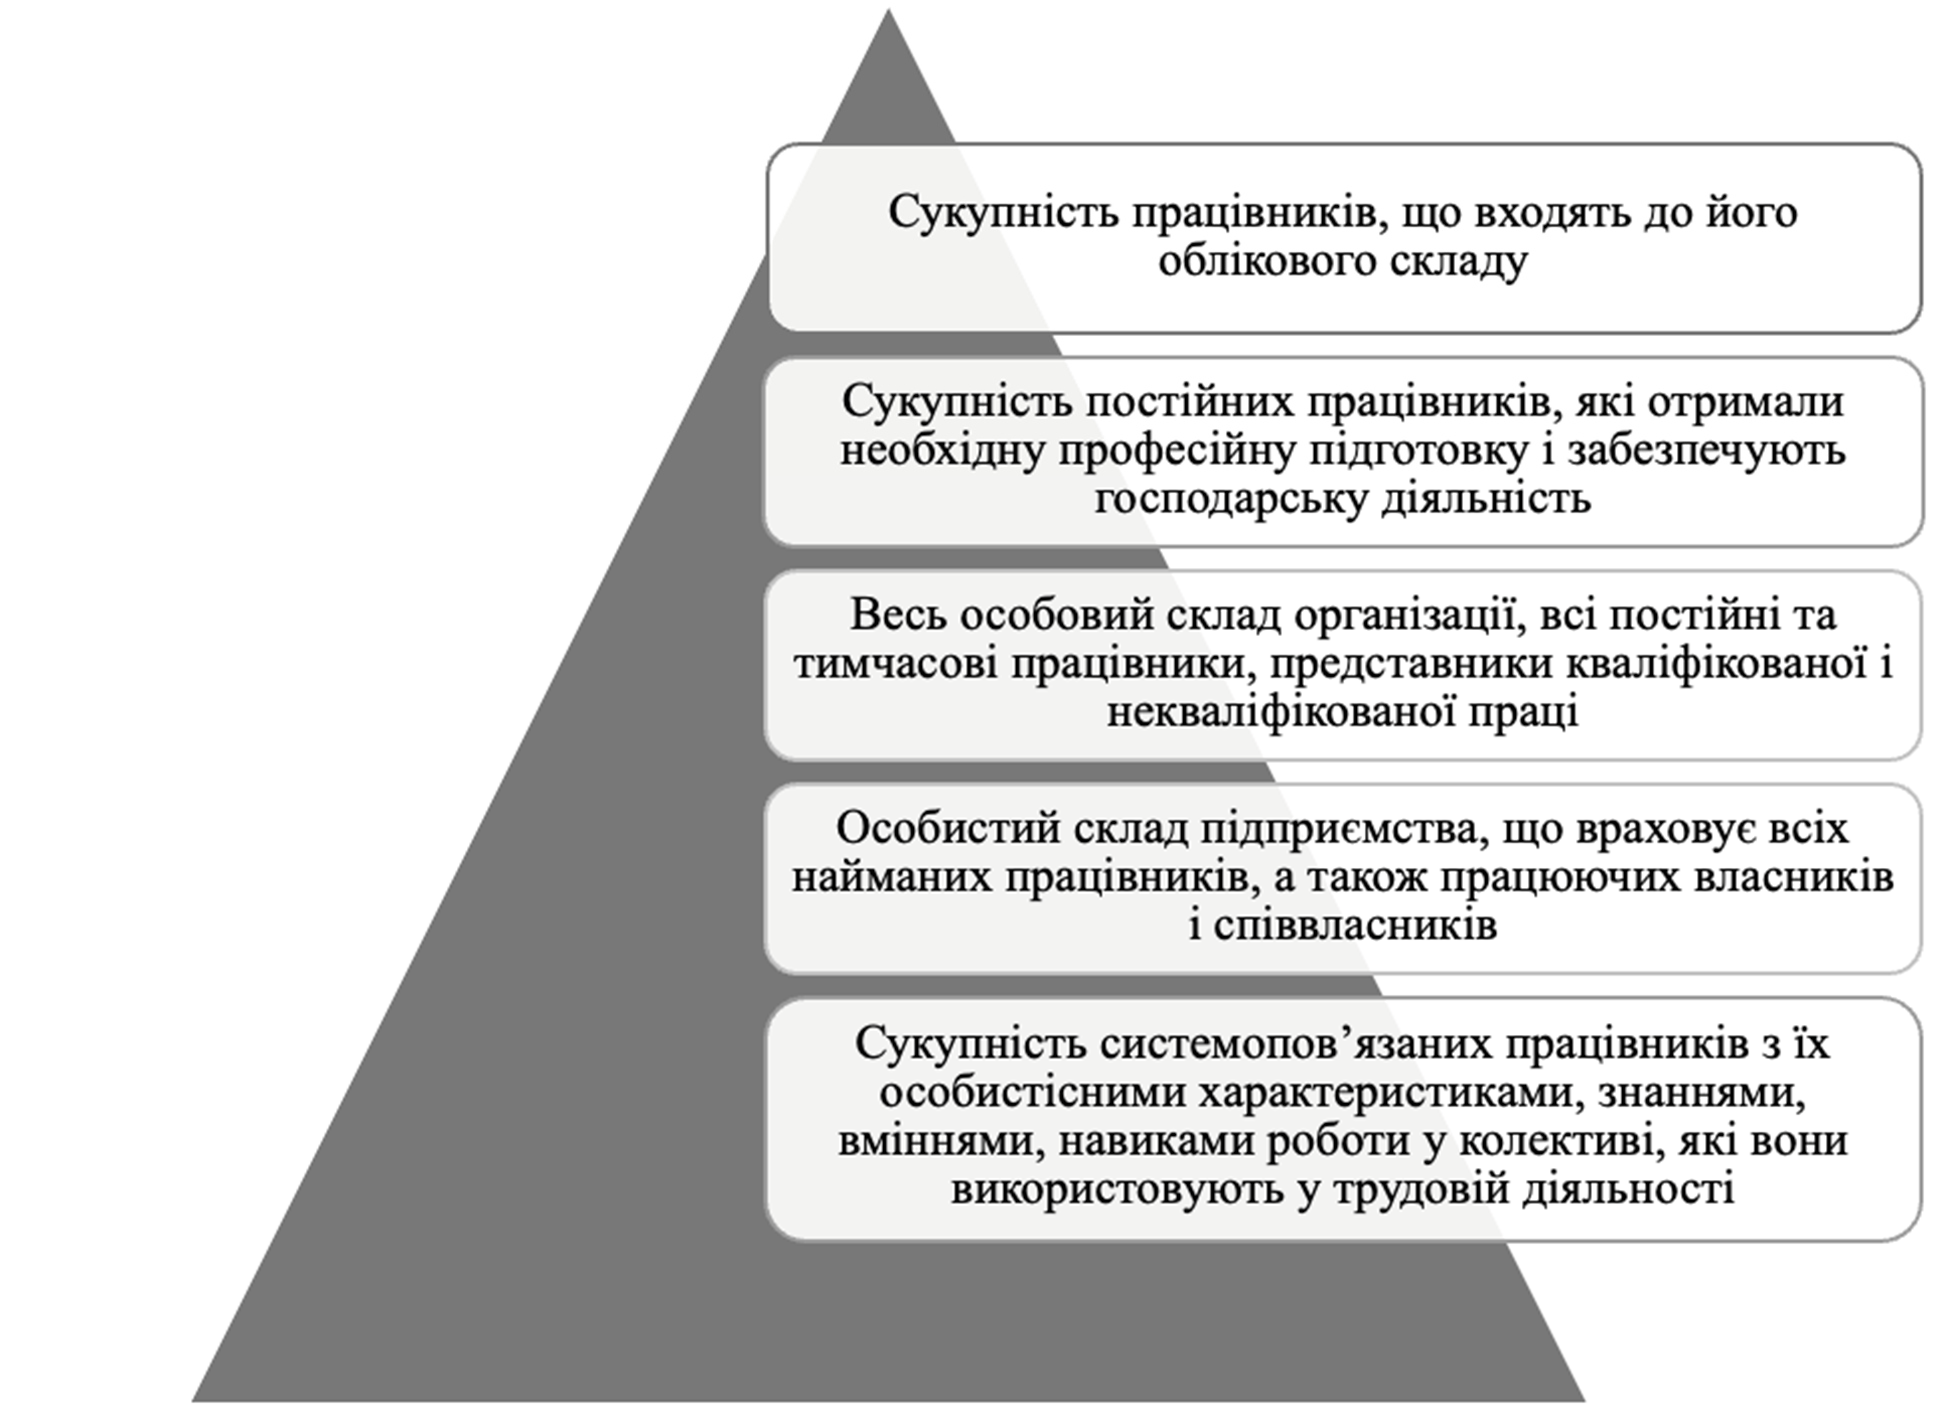 Сукупність працівників, що входять до його
облікового складу
Сукупність постійних працівників, які отримали
необхідну професійну підготовку і забезпечують
господарську діяльність
Весь особовий склад організації, всі постійні та
тимчасові працівники, представники кваліфікованої і
некваліфікованої праці
Особистий склад підприємства, що враховує всіх
найманих працівників, а також працюючих власників
і співвласників
Сукупність системопов’язаних працівників з їх
особистісними характеристиками, знаннями,
вміннями, навиками роботи у колективі, які вони
використовують у трудовій діяльності